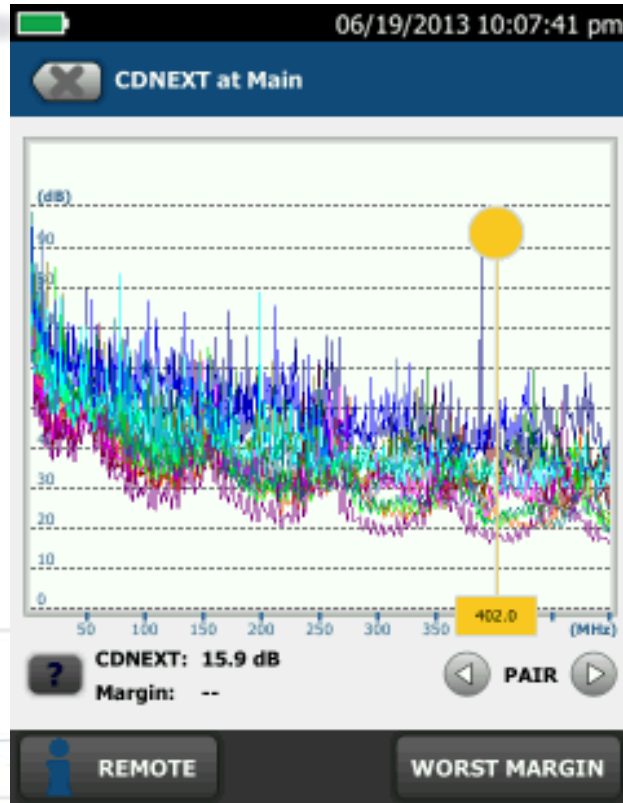 06/19/2013 10:07:41 pm
CDNEXT at Main
(dB)
90
30
20
10
0
50 100 150 200 250 300 350 402.0 (MHz)
?
CDNEXT: 15.9 dB
Margin: --
PAIR
REMOTE
WORST MARGIN